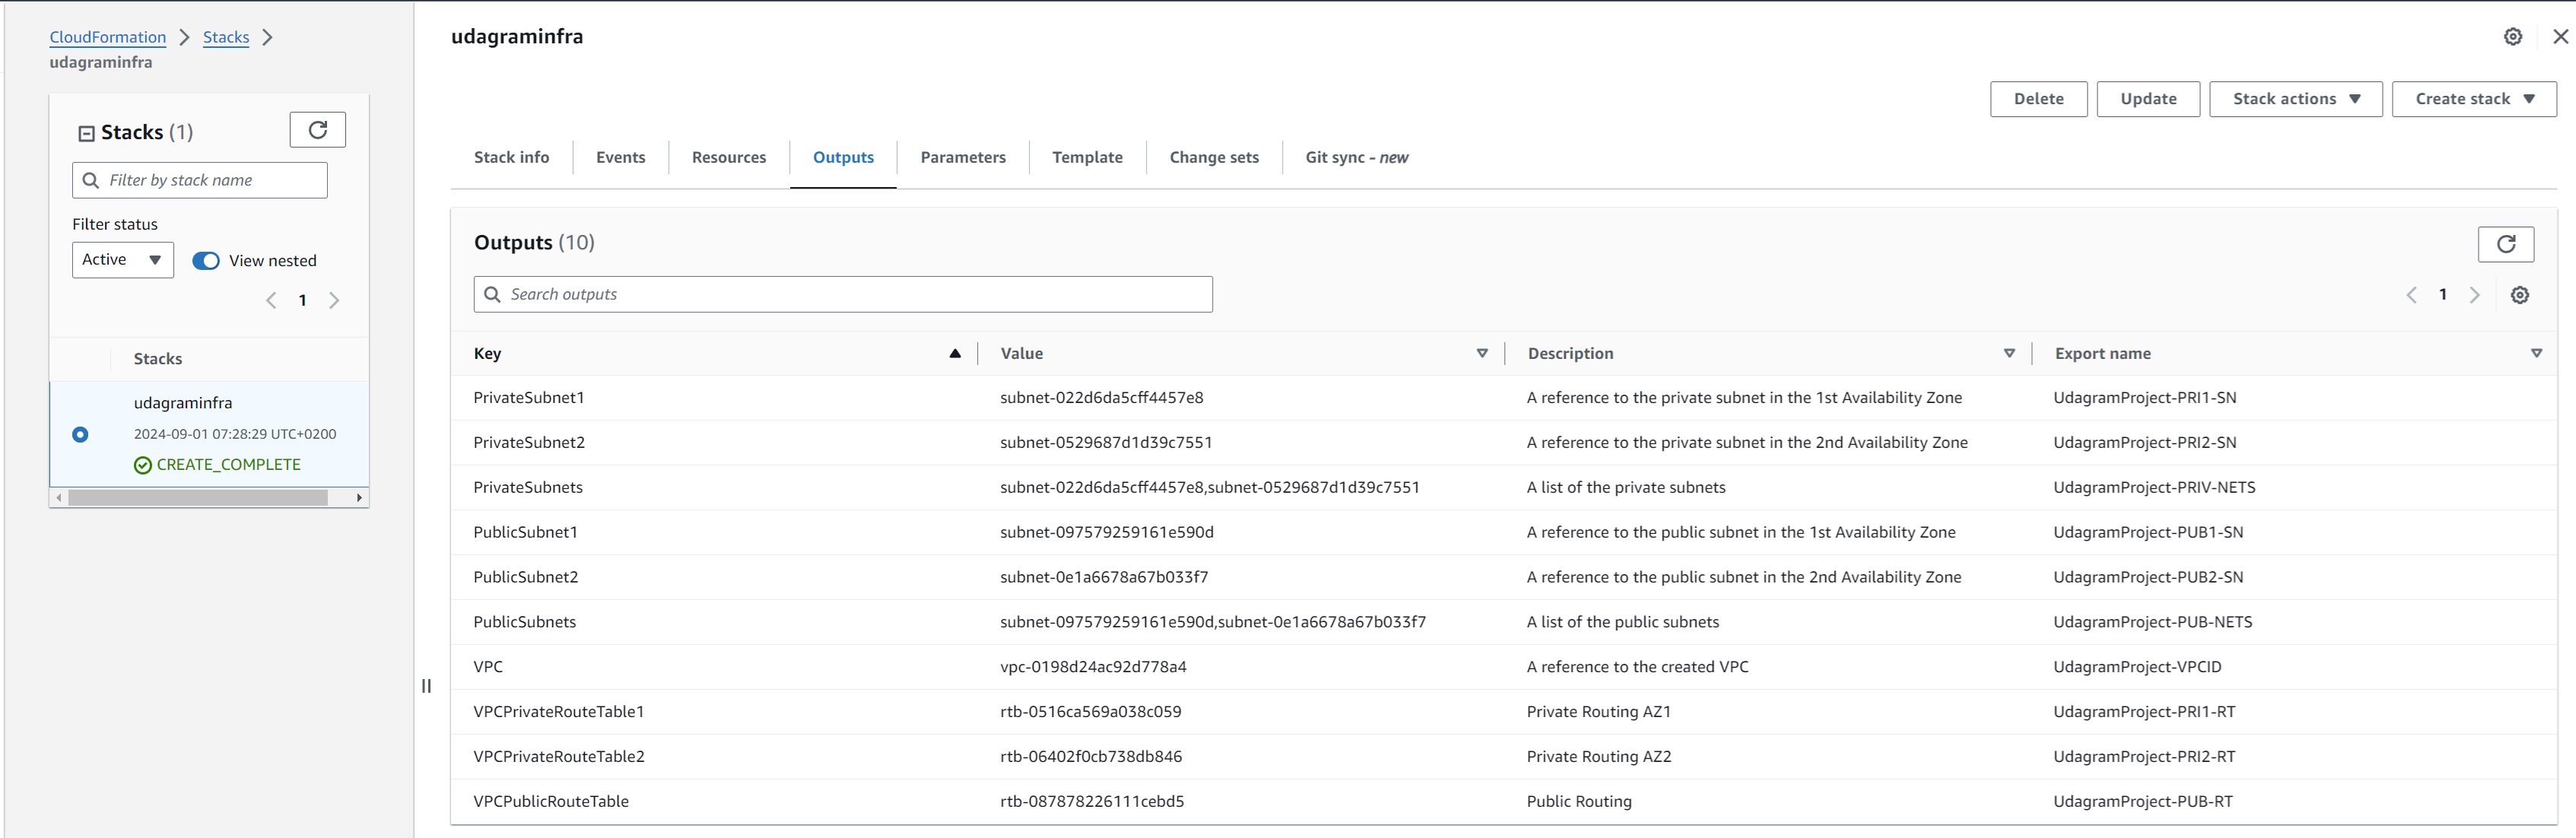 CloudFormation > Stacks >
udagraminfra
Stacks (1)
Filter by stack name
Filter status
Active
View nested
1
Stacks
udagraminfra
2024-09-01 07:28:29 UTC+0200
CREATE_COMPLETE
udagraminfra
Delete Update Stack actions Create stack
Stack info Events Resources Outputs Parameters Template Change sets Git sync - new
Outputs (10)
Search outputs
1
Key Value Description Export name
PrivateSubnet1 subnet-022d6da5cff4457e8 A reference to the private subnet in the 1st Availability Zone UdagramProject-PRI1-SN
PrivateSubnet2 subnet-0529687d1d39c7551 A reference to the private subnet in the 2nd Availability Zone UdagramProject-PRI2-SN
PrivateSubnets subnet-022d6da5cff4457e8,subnet-0529687d1d39c7551 A list of the private subnets UdagramProject-PRIV-NETS
PublicSubnet1 subnet-097579259161e590d A reference to the public subnet in the 1st Availability Zone UdagramProject-PUB1-SN
PublicSubnet2 subnet-0e1a6678a67b033f7 A reference to the public subnet in the 2nd Availability Zone UdagramProject-PUB2-SN
PublicSubnets subnet-097579259161e590d,subnet-0e1a6678a67b033f7 A list of the public subnets UdagramProject-PUB-NETS
VPC vpc-0198d24ac92d778a4 A reference to the created VPC UdagramProject-VPCID
VPCPrivateRouteTable1 rtb-0516ca569a038c059 Private Routing AZ1 UdagramProject-PRI1-RT
VPCPrivateRouteTable2 rtb-06402f0cb738db846 Private Routing AZ2 UdagramProject-PRI2-RT
VPCPublicRouteTable rtb-087878226111cebd5 Public Routing UdagramProject-PUB-RT